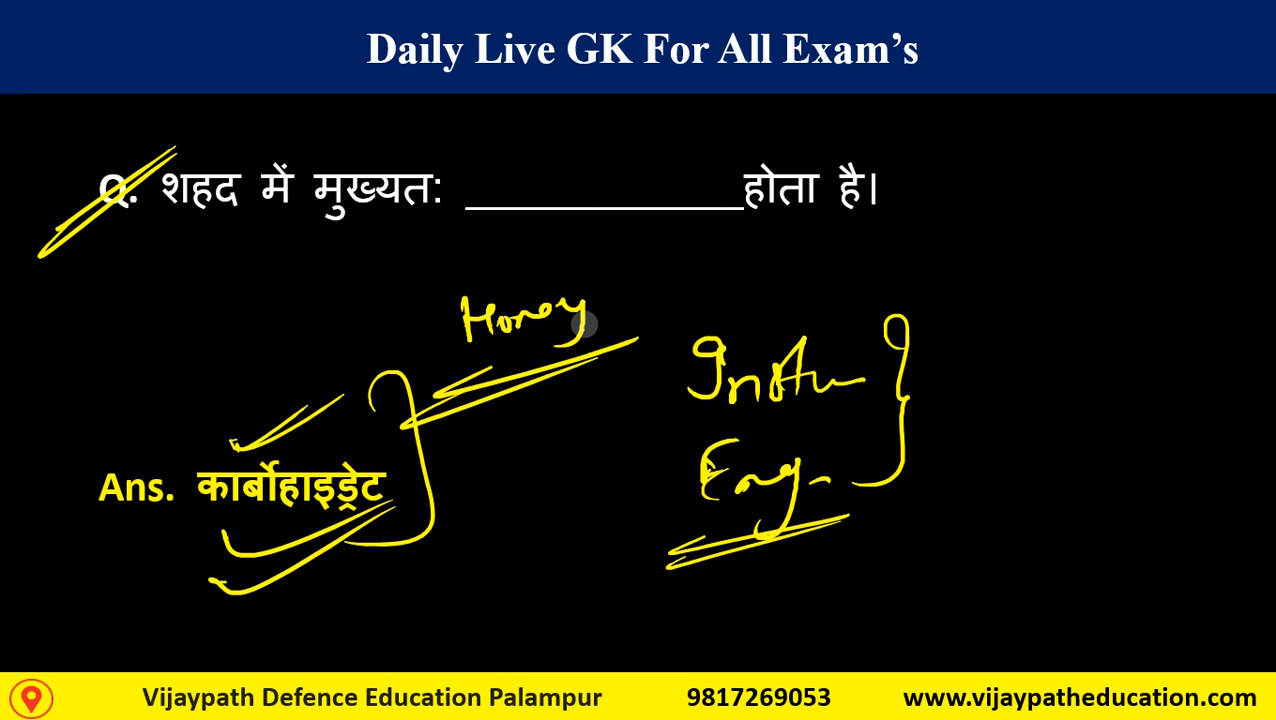 Daily Live GK For All Exam’s
Q. शहद में मुख्यत: ____________होता है।
Honey
Ans. कार्बोहाइड्रेट
Eng.
Vijaypath Defence Education Palampur 9817269053 www.vijaypatheducation.com